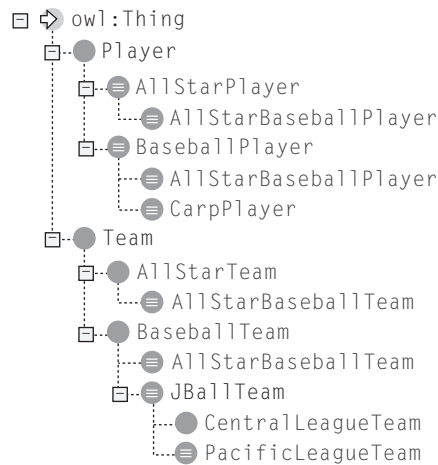 owl:Thing
Player
AllStarPlayer
AllStarBaseballPlayer
BaseballPlayer
AllStarBaseballPlayer
CarpPlayer
Team
AllStarTeam
AllStarBaseballTeam
BaseballTeam
AllStarBaseballTeam
JBallTeam
CentralLeagueTeam
PacificLeagueTeam